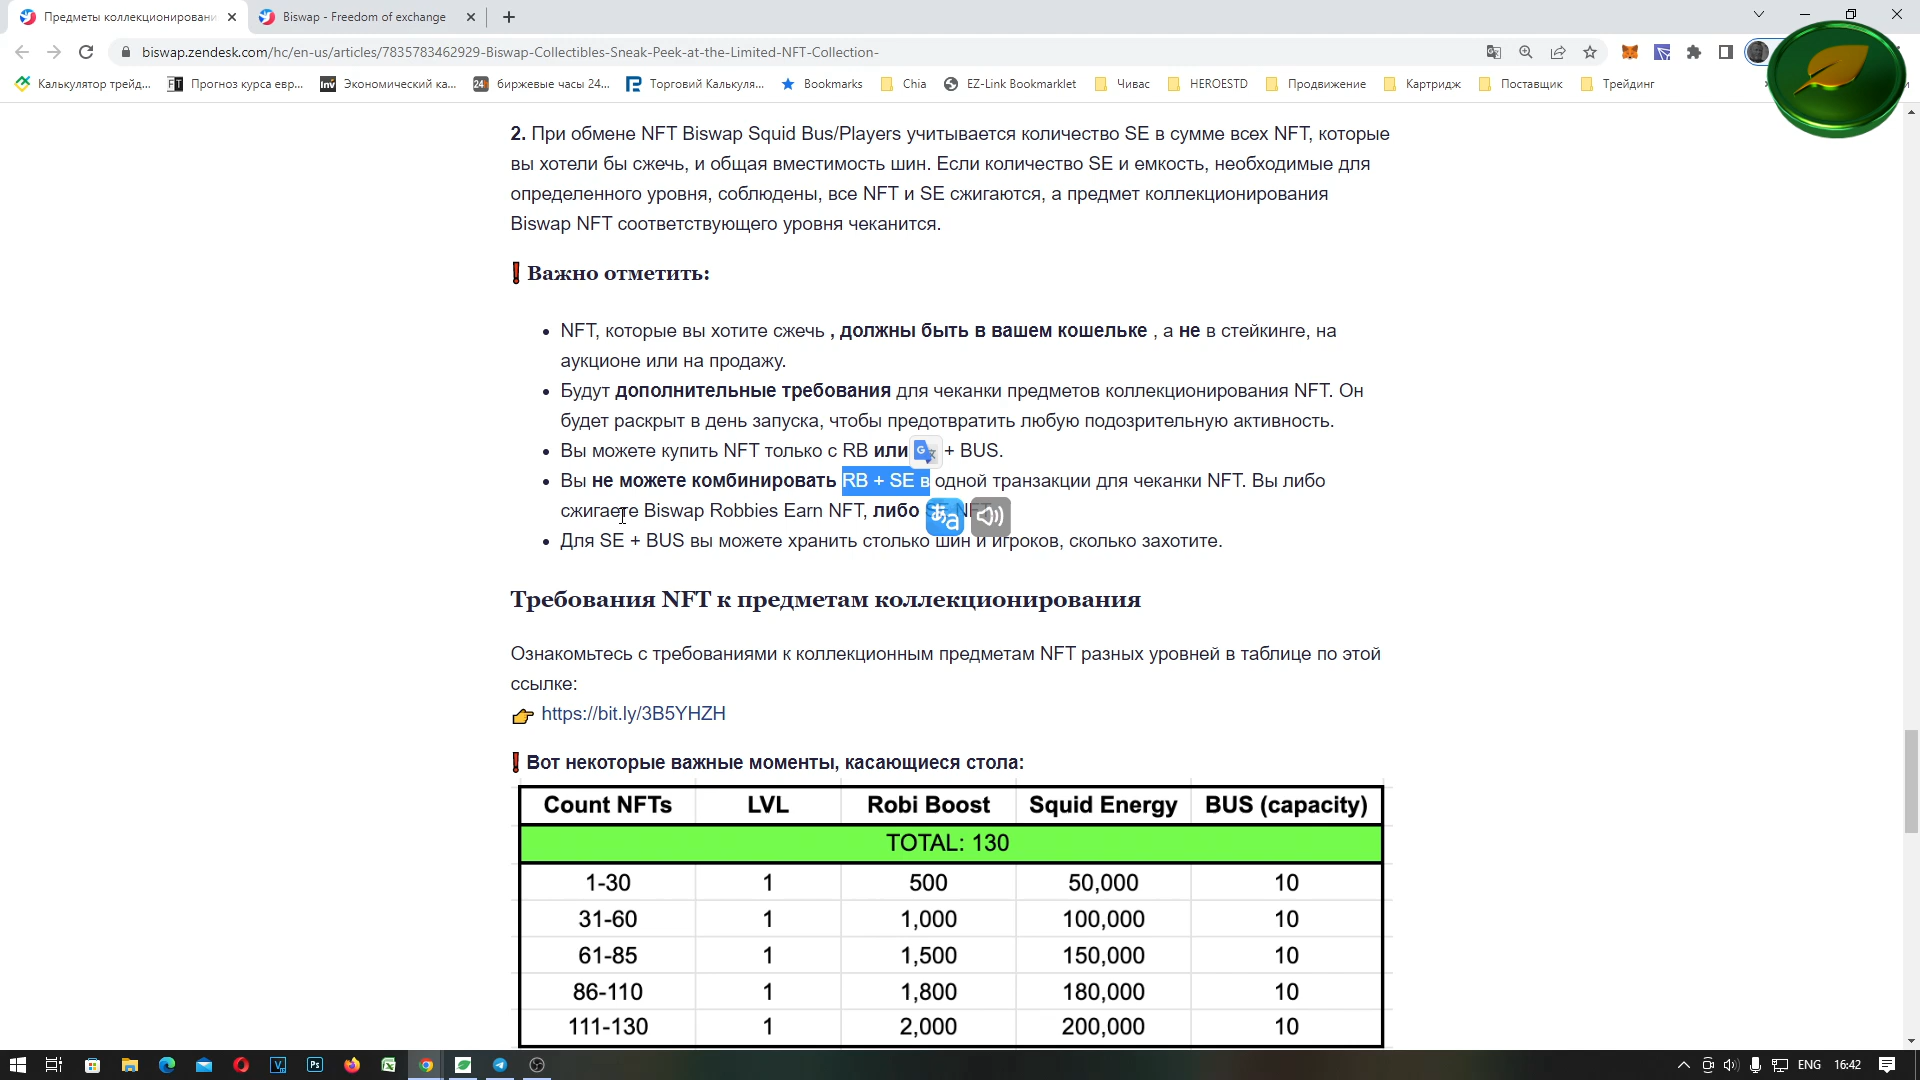 Предметы коллекционировани
Biswap - Freedom of exchange
biswap.zendesk.com/hc/en-us/articles/7835783462929-Biswap-Collectibles-Sneak-Peek-at-the-Limited-NFT-Collection-
Калькулятор трейд...
Прогноз курса евр...
Экономический ка...
биржевые часы 24...
Торговий Калькуля...
Bookmarks
Chia
EZ-Link Bookmarklet
Чивас
HEROESTD
Продвижение
Картридж
Поставщик
Трейдинг
2. При обмене NFT Biswap Squid Bus/Players учитывается количество SE в сумме всех NFT, которые
вы хотели бы сжечь, и общая вместимость шин. Если количество SE и емкость, необходимые для
определенного уровня, соблюдены, все NFT и SE сжигаются, а предмет коллекционирования
Biswap NFT соответствующего уровня чеканится.
Важно отметить:
NFT, которые вы хотите сжечь , должны быть в вашем кошельке , а не в стейкинге, на
аукционе или на продажу.
Будут дополнительные требования для чеканки предметов коллекционирования NFT. Он
будет раскрыт в день запуска, чтобы предотвратить любую подозрительную активность.
Вы можете купить NFT только с RB или + BUS.
Вы не можете комбинировать RB + SE в одной транзакции для чеканки NFT. Вы либо
сжигаете Biswap Robbies Earn NFT, либо
Для SE + BUS вы можете хранить столько шин и игроков, сколько захотите.
Требования NFT к предметам коллекционирования
Ознакомьтесь с требованиями к коллекционным предметам NFT разных уровней в таблице по этой
ссылке:
https://bit.ly/3B5YHZH
Вот некоторые важные моменты, касающиеся стола:
Count NFTs LVL Robi Boost Squid Energy BUS (capacity)
TOTAL: 130
1-30 1 500 50,000 10
31-60 1 1,000 100,000 10
61-85 1 1,500 150,000 10
86-110 1 1,800 180,000 10
111-130 1 2,000 200,000 10
ENG 16:42